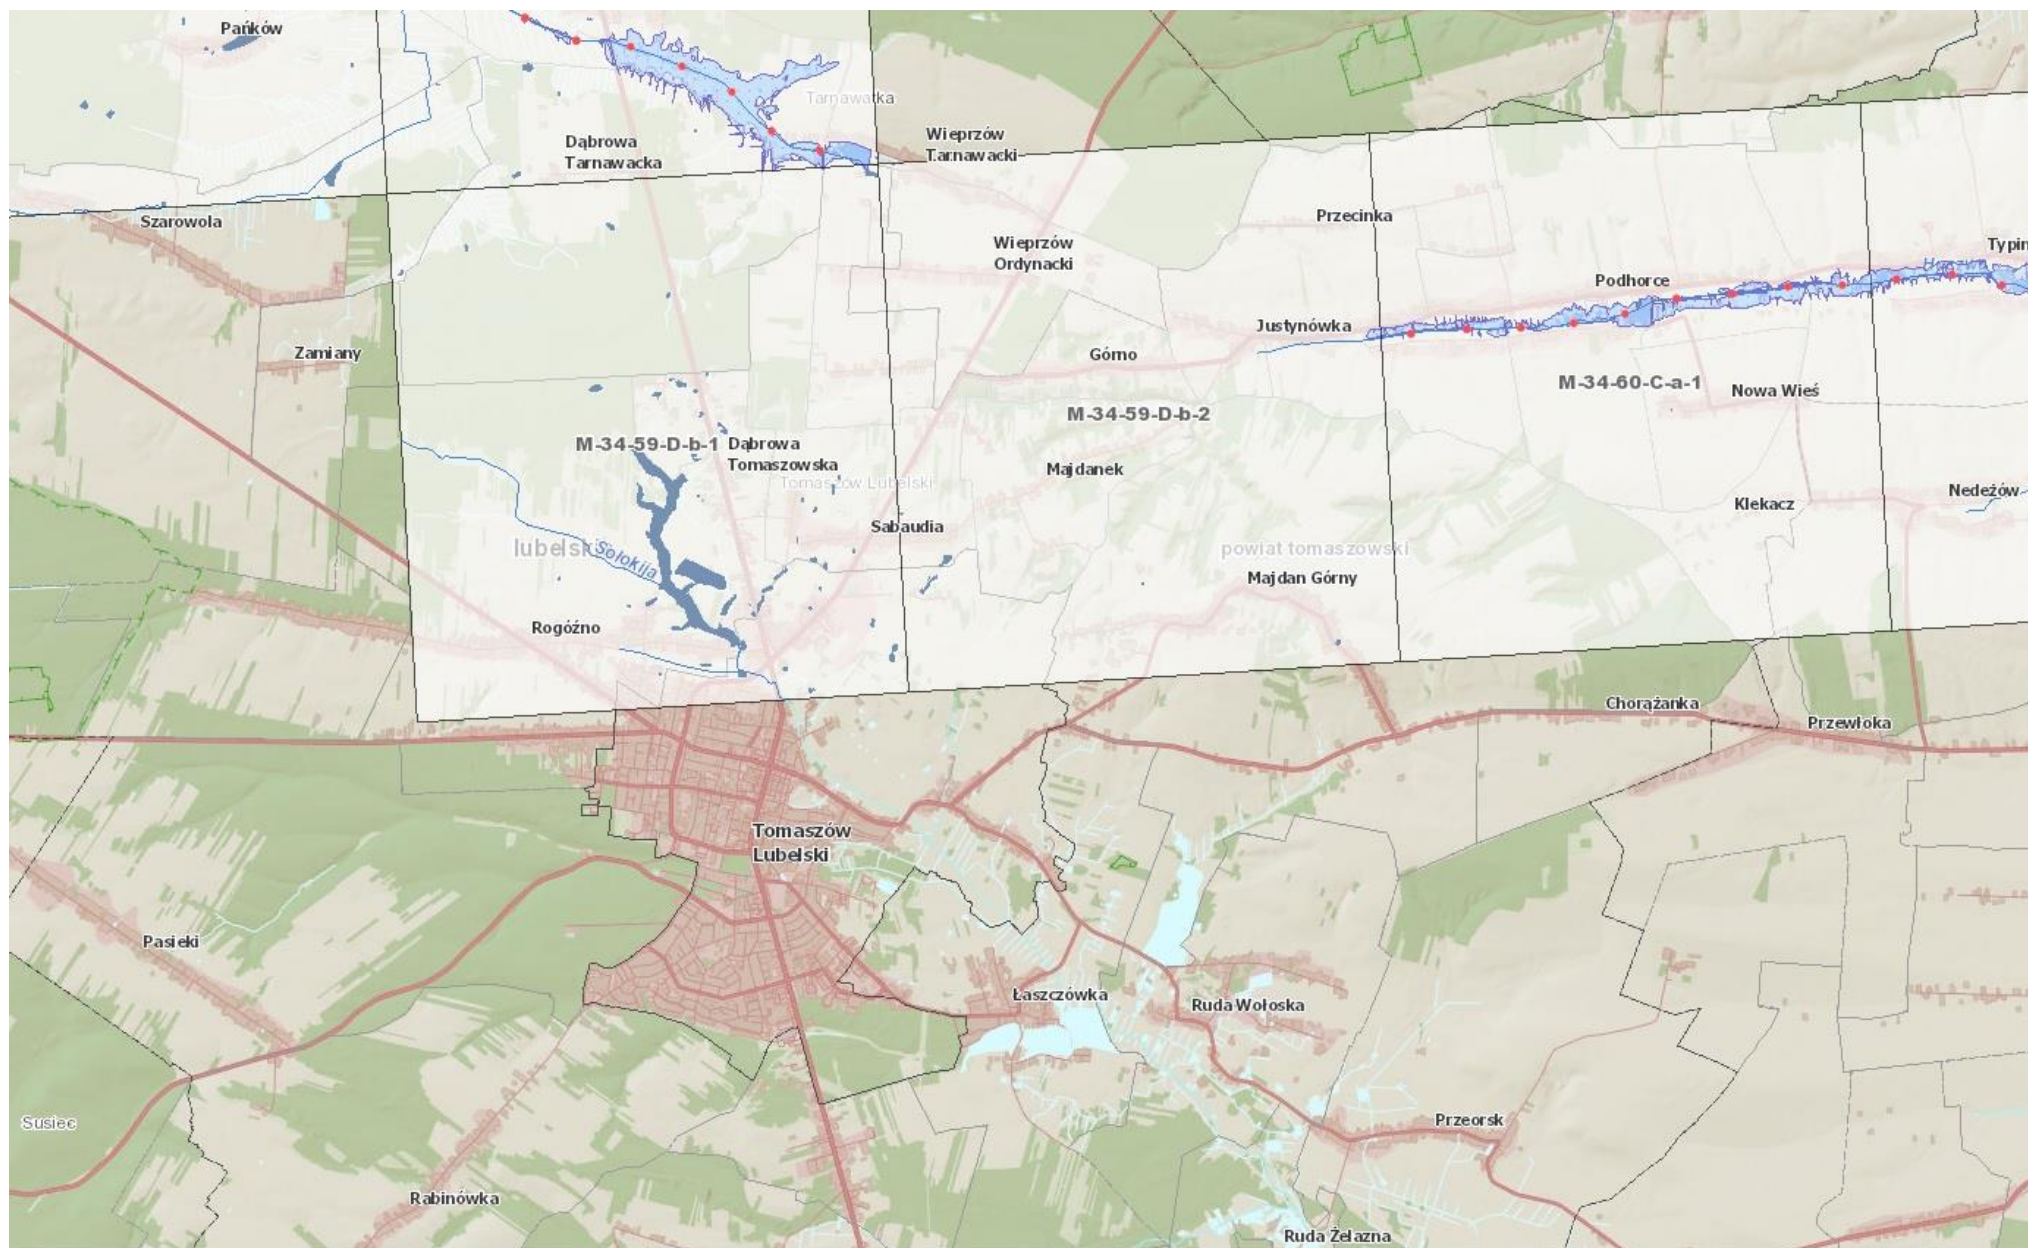 Pańków
Tarnawatka
Dąbrowa
Tarnawacka
Wieprzów
Tarnawacki
Szarowola
Przecinka
Wieprzów
Ordynacki
Podhorce
Justynówka
Zamiany
Górno
M-34-60-C-a-1
Nowa Wieś
M-34-59-D-b-2
M-34-59-D-b-1
Dąbrowa
Tomaszowska
Majdanek
Tomaszów Lubelski
Nedeżów
Klekacz
Sabaudia
Sołokija
powiat tomaszowski
Majdan Górny
Rogóźno
Chorążanka
Przewłoka
Tomaszów
Lubelski
Pasieki
Łaszczówka
Ruda Wołoska
Susiec
Przeorsk
Rabinówka
Ruda Żelazna